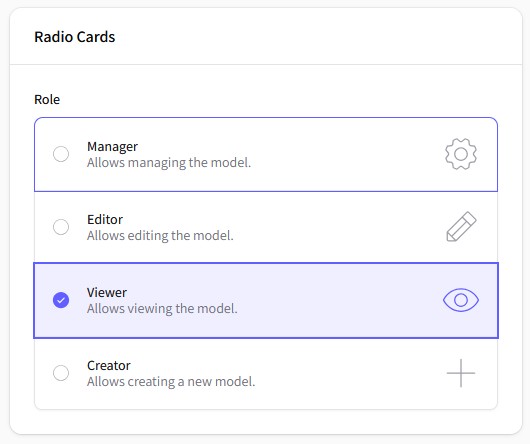 Radio Cards
Role
Manager
Allows managing the model.
Editor
Allows editing the model.
Viewer
Allows viewing the model.
Creator
Allows creating a new model.